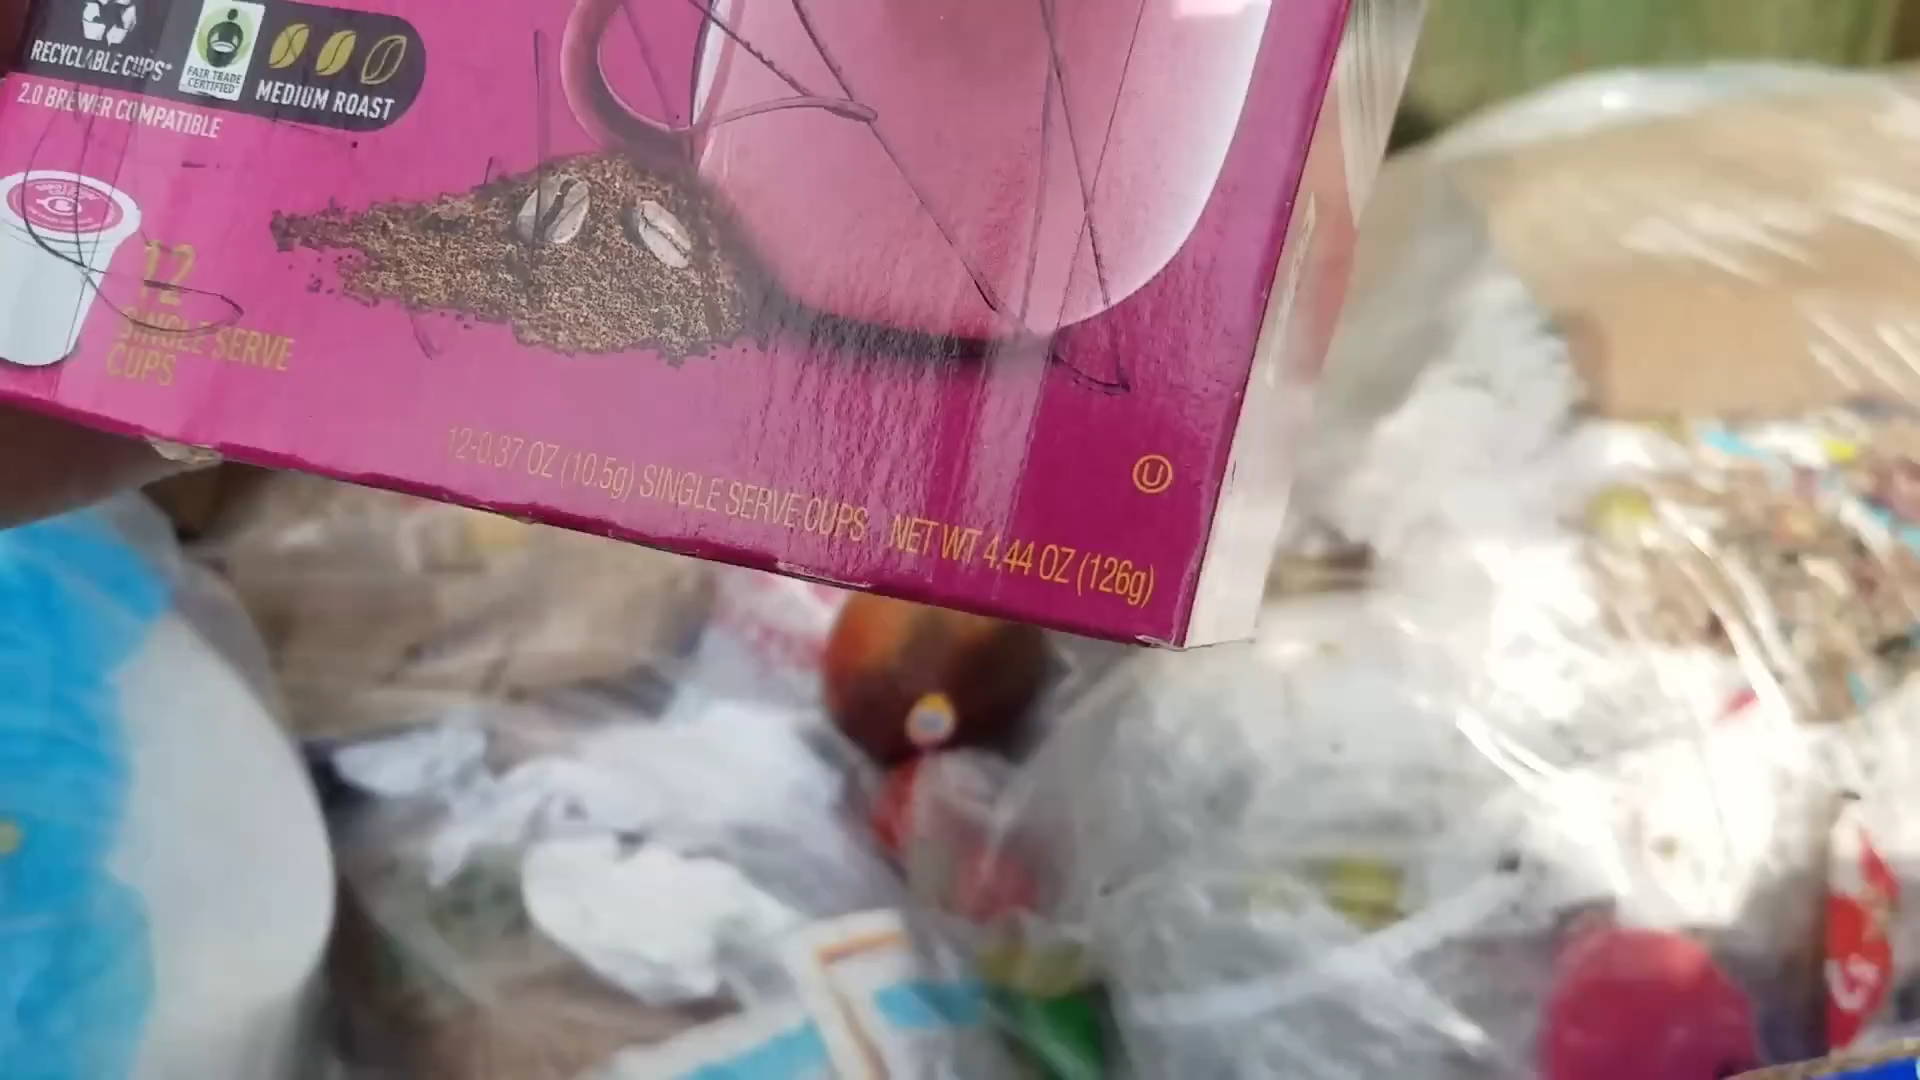 RECYCLABLE CUPS*
FAIR TRADE
CERTIFIED
MEDIUM ROAST
2.0 BREWER COMPATIBLE
12
SINGLE SERVE
CUPS
12-0.37 OZ (10.5g) SINGLE SERVE CUPS NET WT 4.44 OZ (126g)
U